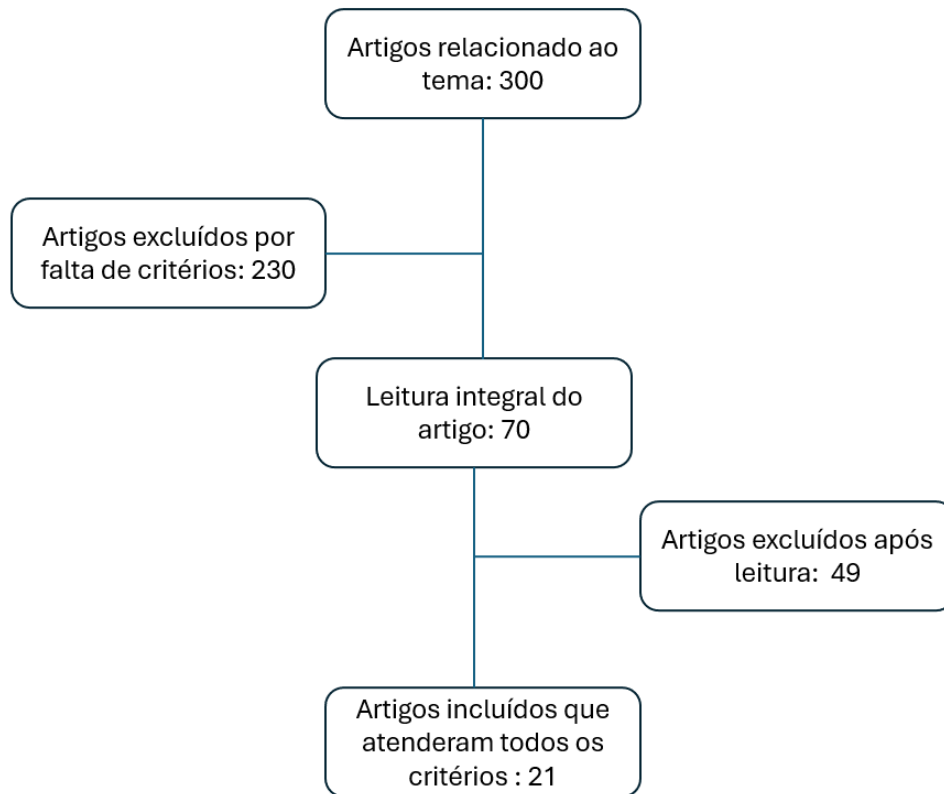 Artigos relacionado ao
tema: 300
Artigos excluídos por
falta de critérios: 230
Leitura integral do
artigo: 70
Artigos excluídos após
leitura:  49
Artigos incluídos que
atenderam todos os
critérios : 21